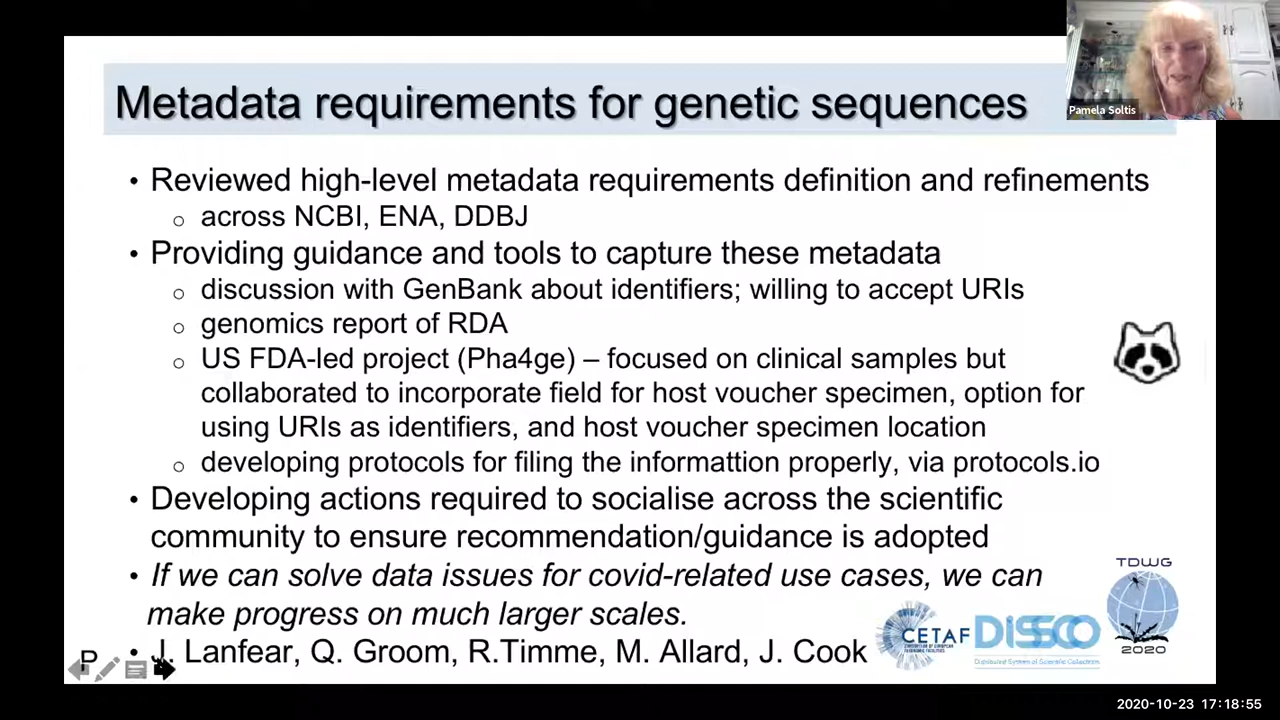 Pamela Soltis
Metadata requirements for genetic sequences
• Reviewed high-level metadata requirements definition and refinements
o across NCBI, ENA, DDBJ
• Providing guidance and tools to capture these metadata
o discussion with GenBank about identifiers; willing to accept URIs
o genomics report of RDA
o US FDA-led project (Pha4ge) – focused on clinical samples but
collaborated to incorporate field for host voucher specimen, option for
using URIs as identifiers, and host voucher specimen location
o developing protocols for filing the informattion properly, via protocols.io
• Developing actions required to socialise across the scientific
community to ensure recommendation/guidance is adopted
• If we can solve data issues for covid-related use cases, we can
make progress on much larger scales.
P • J. Lanfear, Q. Groom, R.Timme, M. Allard, J. Cook
CETAF
DISSCO
Distributed System of Scientific Collections
TDWG
2020
2020-10-23 17:18:55